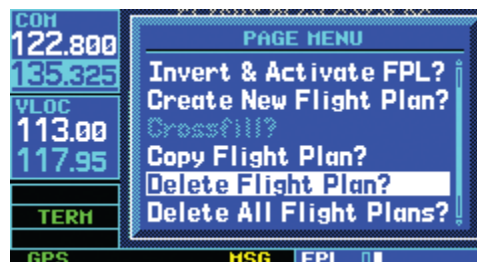 COM
122.800
135.325
VLOC
113.00
117.95
TERM
GPS
PAGE MENU
Invert & Activate FPL?
Create New Flight Plan?
Crossfill?
Copy Flight Plan?
Delete Flight Plan?
Delete All Flight Plans?
MSG
FPL